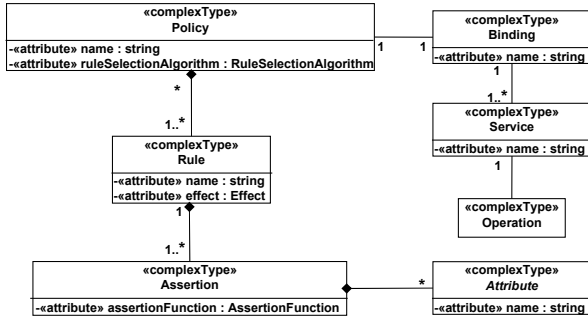 «complexType»
Policy
-«attribute» name : string
-«attribute» ruleSelectionAlgorithm : RuleSelectionAlgorithm
1
1
«complexType»
Binding
-«attribute» name : string
*
1..*
1
1..*
«complexType»
Service
-«attribute» name : string
«complexType»
Rule
-«attribute» name : string
-«attribute» effect : Effect
1
«complexType»
Operation
1
1..*
«complexType»
Assertion
-«attribute» assertionFunction : AssertionFunction
*
«complexType»
Attribute
-«attribute» name : string